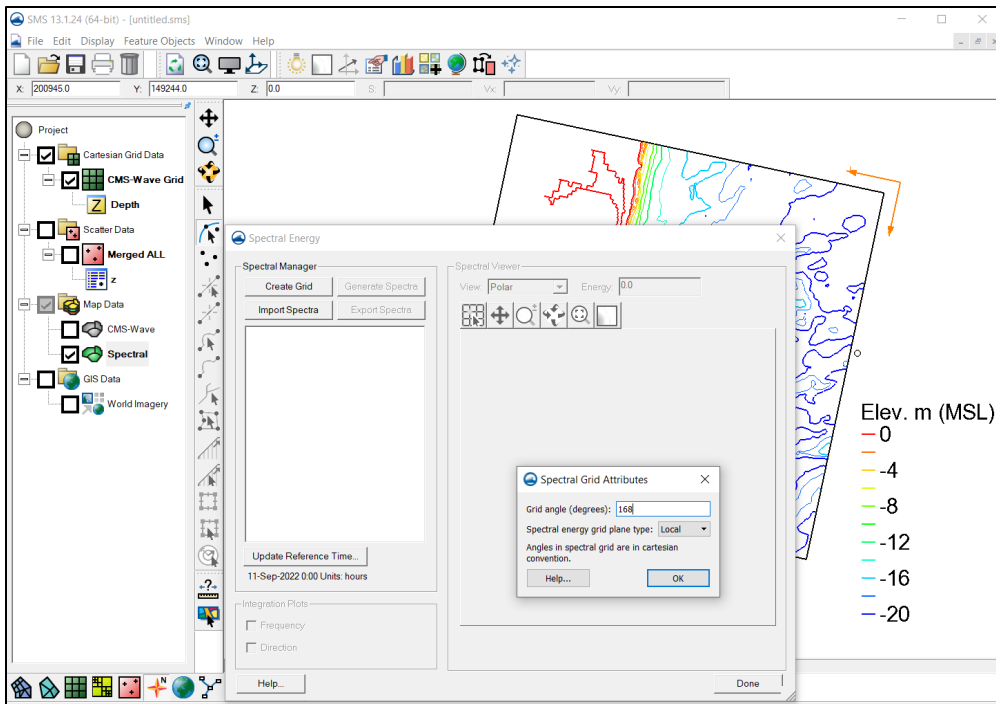 SMS 13.1.24 (64-bit) - [untitled.sms]
File Edit Display Feature Objects Window Help
X: 200945.0 Y: 149244.0 Z: 0.0 S: Vx: Vy:
Project
Cartesian Grid Data
CMS-Wave Grid
Z Depth
Scatter Data
Merged ALL
z
Map Data
CMS-Wave
Spectral
GIS Data
World Imagery
Spectral Energy
Spectral Manager
Create Grid Generate Spectra
Import Spectra Export Spectra
Update Reference Time...
11-Sep-2022 0:00 Units: hours
Integration Plots
Frequency
Direction
Help...
Spectral Viewer
View: Polar Energy: 0.0
Spectral Grid Attributes
Grid angle (degrees): 168
Spectral energy grid plane type: Local
Angles in spectral grid are in cartesian
convention.
Help... OK
Done
Elev. m (MSL)
0
-4
-8
-12
-16
-20
?
N